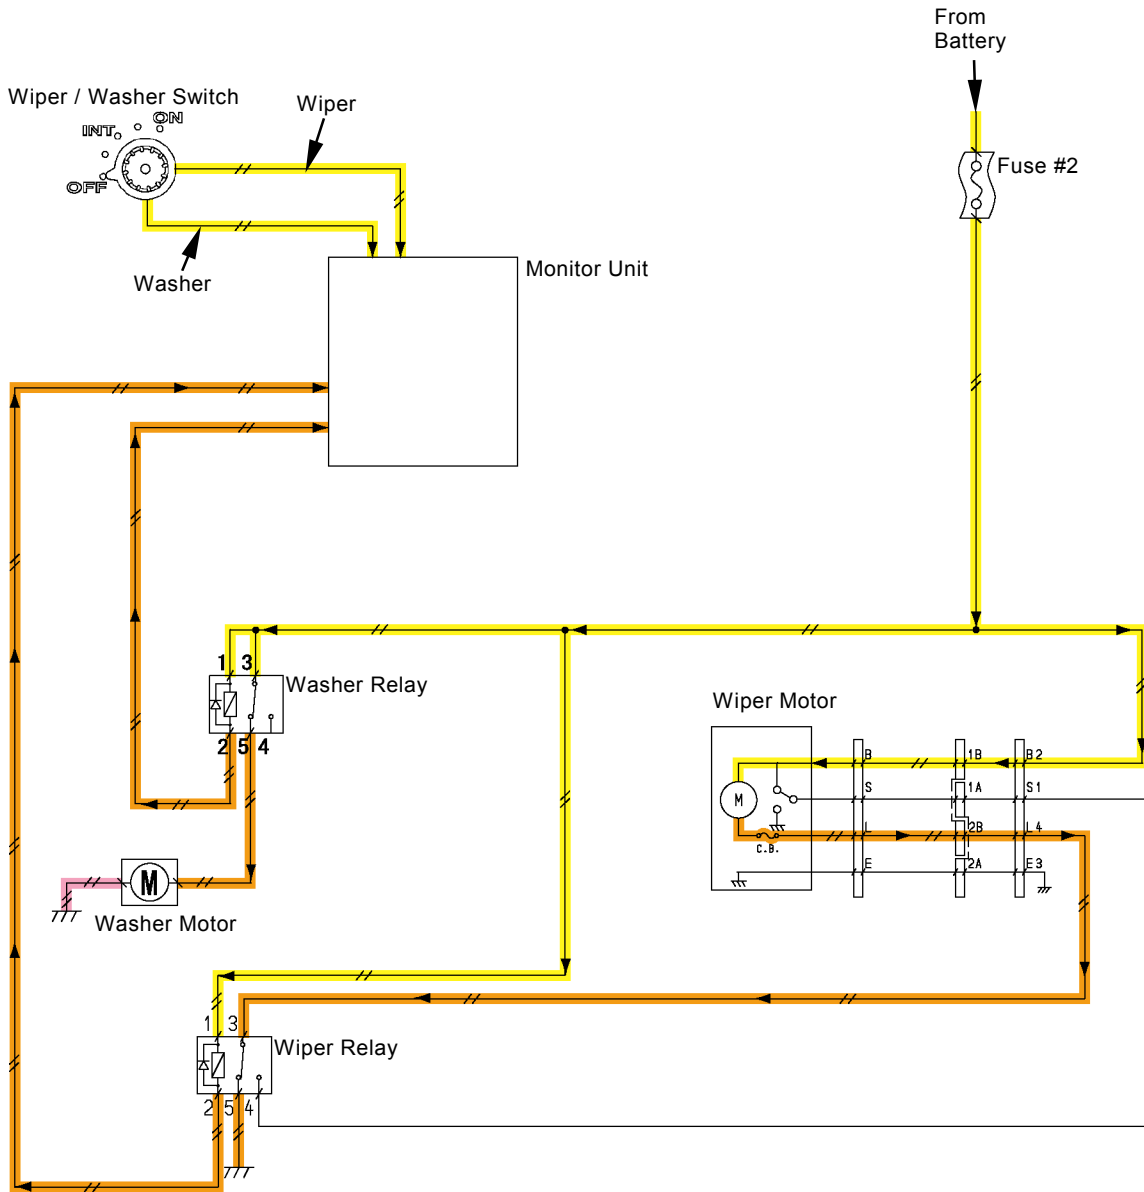 From
Battery
Wiper / Washer Switch
Wiper
ON
INT.
OFF
Fuse #2
Washer
Monitor Unit
1 3
Washer Relay
2 5 4
Wiper Motor
B 1B B2
M S 1A S1
L 2B L4
C.B.
E 2A E3
M
Washer Motor
1 3
Wiper Relay
2 5 4